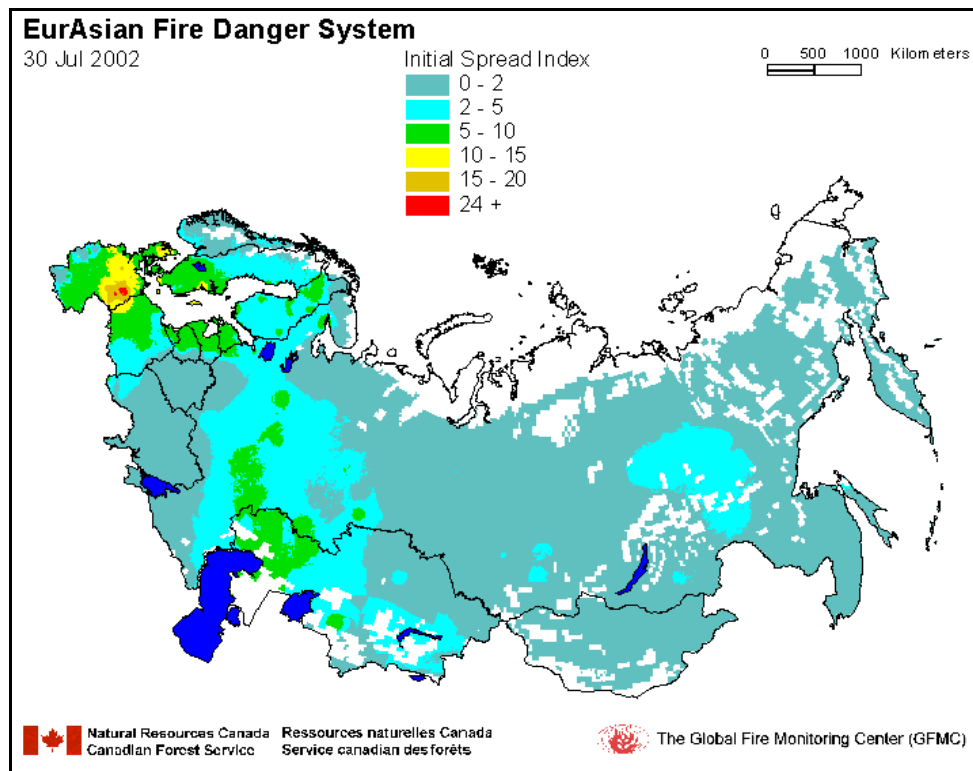 EurAsian Fire Danger System
30 Jul 2002
Initial Spread Index
0 - 2
2 - 5
5 - 10
10 - 15
15 - 20
24 +
0 500 1000 Kilometers
Natural Resources Canada
Canadian Forest Service
Ressources naturelles Canada
Service canadian des forêts
The Global Fire Monitoring Center (GFMC)